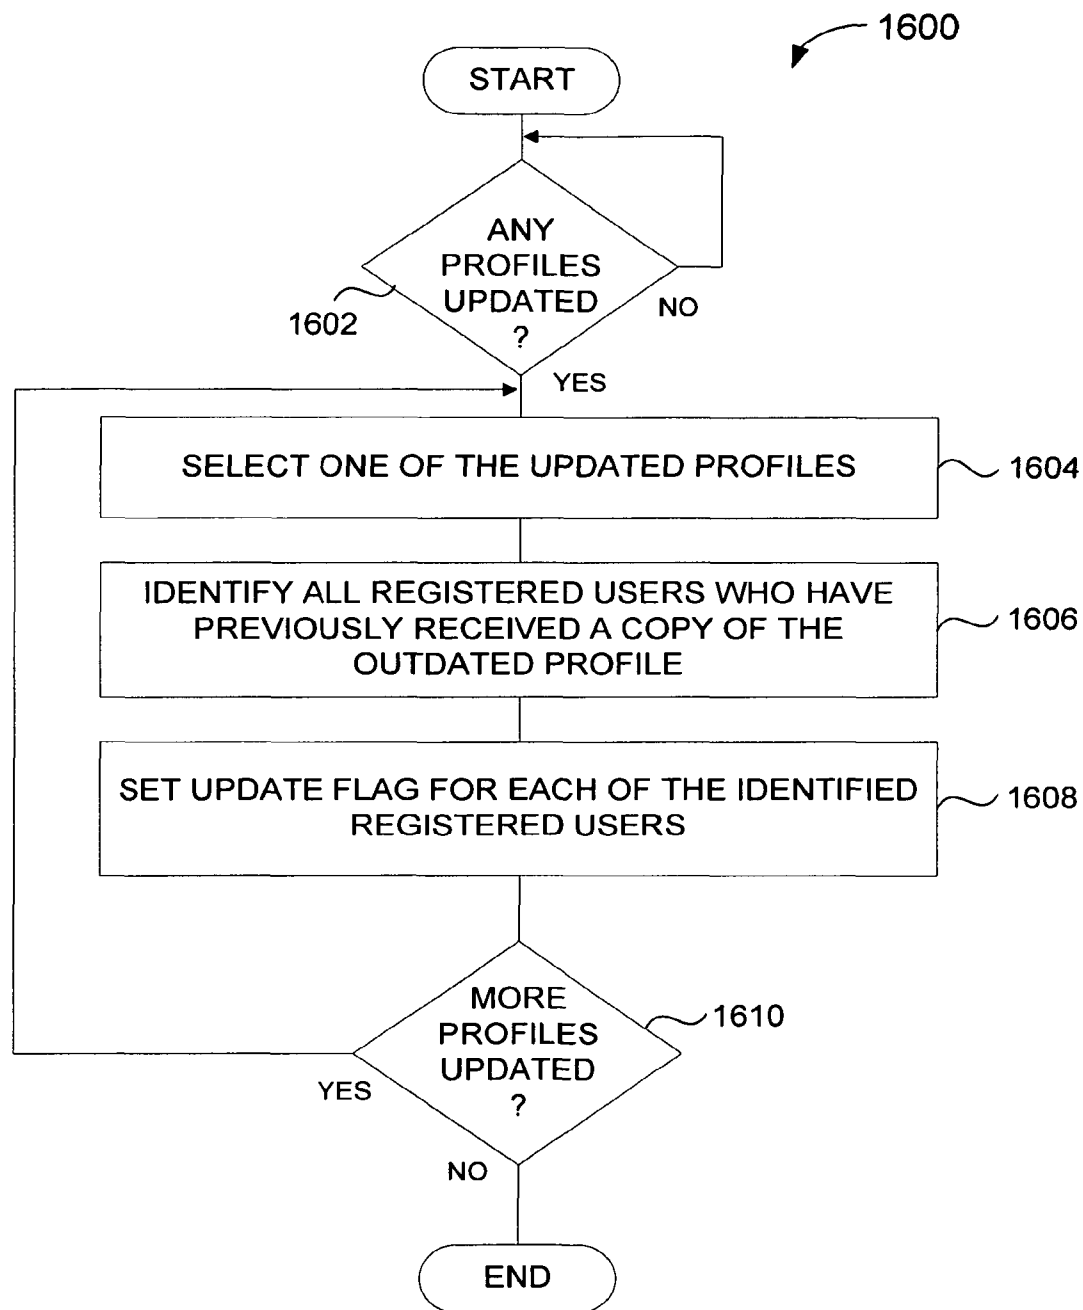 1600
START
ANY
PROFILES
UPDATED
?
1602
NO
YES
SELECT ONE OF THE UPDATED PROFILES
1604
IDENTIFY ALL REGISTERED USERS WHO HAVE
PREVIOUSLY RECEIVED A COPY OF THE
OUTDATED PROFILE
1606
SET UPDATE FLAG FOR EACH OF THE IDENTIFIED
REGISTERED USERS
1608
MORE
PROFILES
UPDATED
?
1610
YES
NO
END